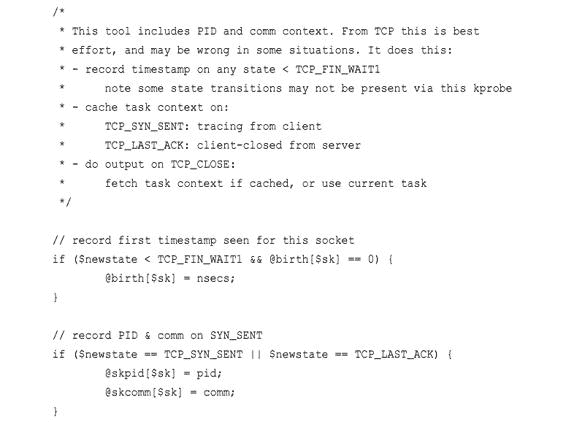 /*
 * This tool includes PID and comm context. From TCP this is best
 * effort, and may be wrong in some situations. It does this:
 * - record timestamp on any state < TCP_FIN_WAIT1
 *	note some state transitions may not be present via this kprobe
 * - cache task context on:
 *	TCP_SYN_SENT: tracing from client
 *	TCP_LAST_ACK: client-closed from server
 * - do output on TCP_CLOSE:
 *	fetch task context if cached, or use current task
 */

// record first timestamp seen for this socket
if ($newstate < TCP_FIN_WAIT1 && @birth[$sk] == 0) {
	@birth[$sk] = nsecs;
}

// record PID & comm on SYN_SENT
if ($newstate == TCP_SYN_SENT || $newstate == TCP_LAST_ACK) {
	@skpid[$sk] = pid;
	@skcomm[$sk] = comm;
}